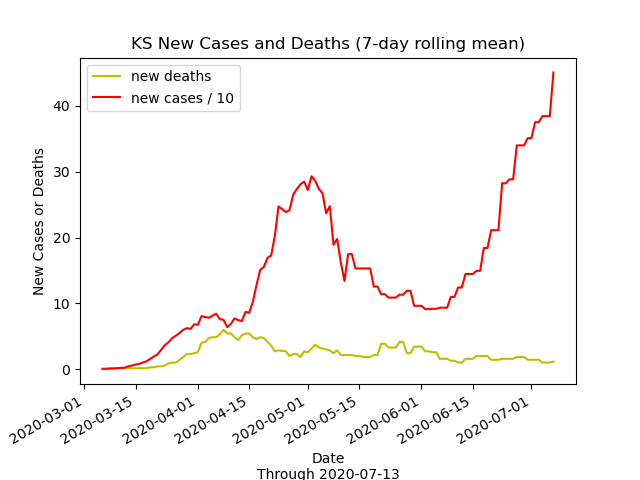 KS New Cases and Deaths (7-day rolling mean)
new deaths
new cases / 10
New Cases or Deaths
40
30
20
10
0
2020-03-01
2020-03-15
2020-04-01
2020-04-15
2020-05-01
2020-05-15
2020-06-01
2020-06-15
2020-07-01
Date
Through 2020-07-13